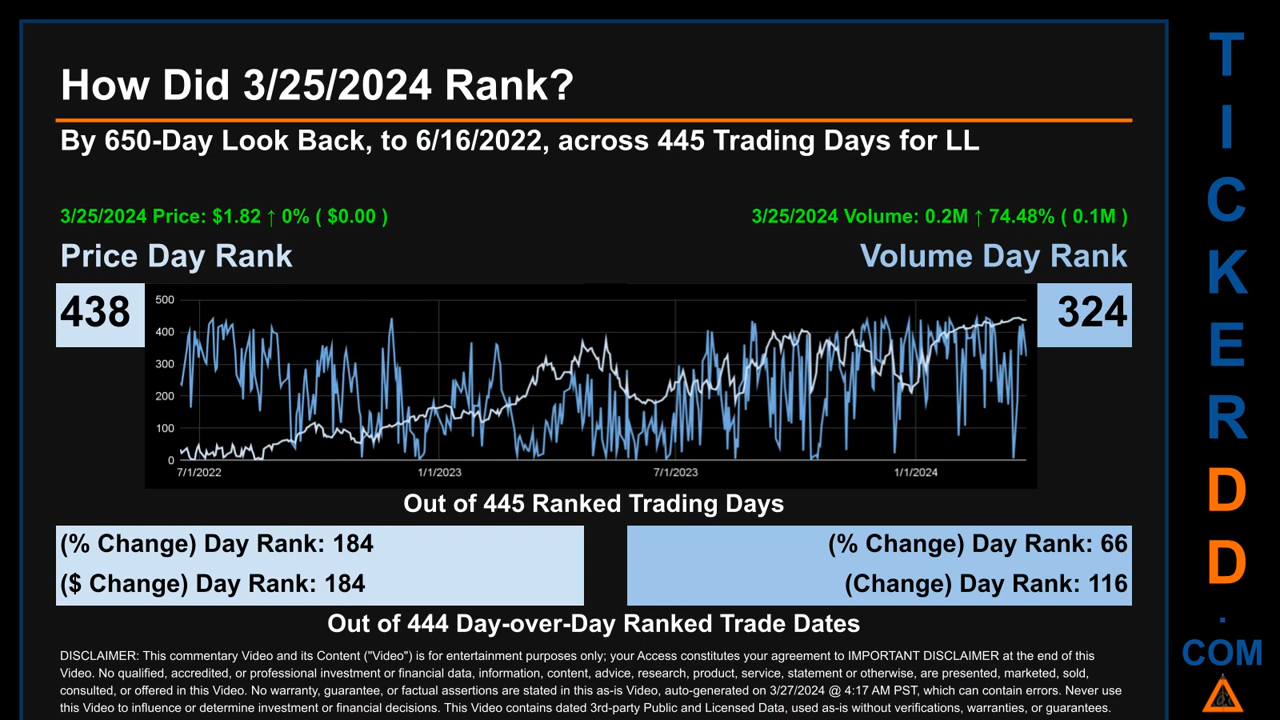 How Did 3/25/2024 Rank?
By 650-Day Look Back, to 6/16/2022, across 445 Trading Days for LL
3/25/2024 Price: $1.82 ↑ 0% ( $0.00 )
3/25/2024 Volume: 0.2M ↑ 74.48% ( 0.1M )
Price Day Rank
Volume Day Rank
438
324
500
400
300
200
100
0
7/1/2022
1/1/2023
7/1/2023
1/1/2024
Out of 445 Ranked Trading Days
(% Change) Day Rank: 184
($ Change) Day Rank: 184
(% Change) Day Rank: 66
(Change) Day Rank: 116
Out of 444 Day-over-Day Ranked Trade Dates
DISCLAIMER: This commentary Video and its Content ("Video") is for entertainment purposes only; your Access constitutes your agreement to IMPORTANT DISCLAIMER at the end of this
Video. No qualified, accredited, or professional investment or financial data, information, content, advice, research, product, service, statement or otherwise, are presented, marketed, sold,
consulted, or offered in this Video. No warranty, guarantee, or factual assertions are stated in this as-is Video, auto-generated on 3/27/2024 @ 4:17 AM PST, which can contain errors. Never use
this Video to influence or determine investment or financial decisions. This Video contains dated 3rd-party Public and Licensed Data, used as-is without verifications, warranties, or guarantees.
T
I
C
K
E
R
D
D
.
COM